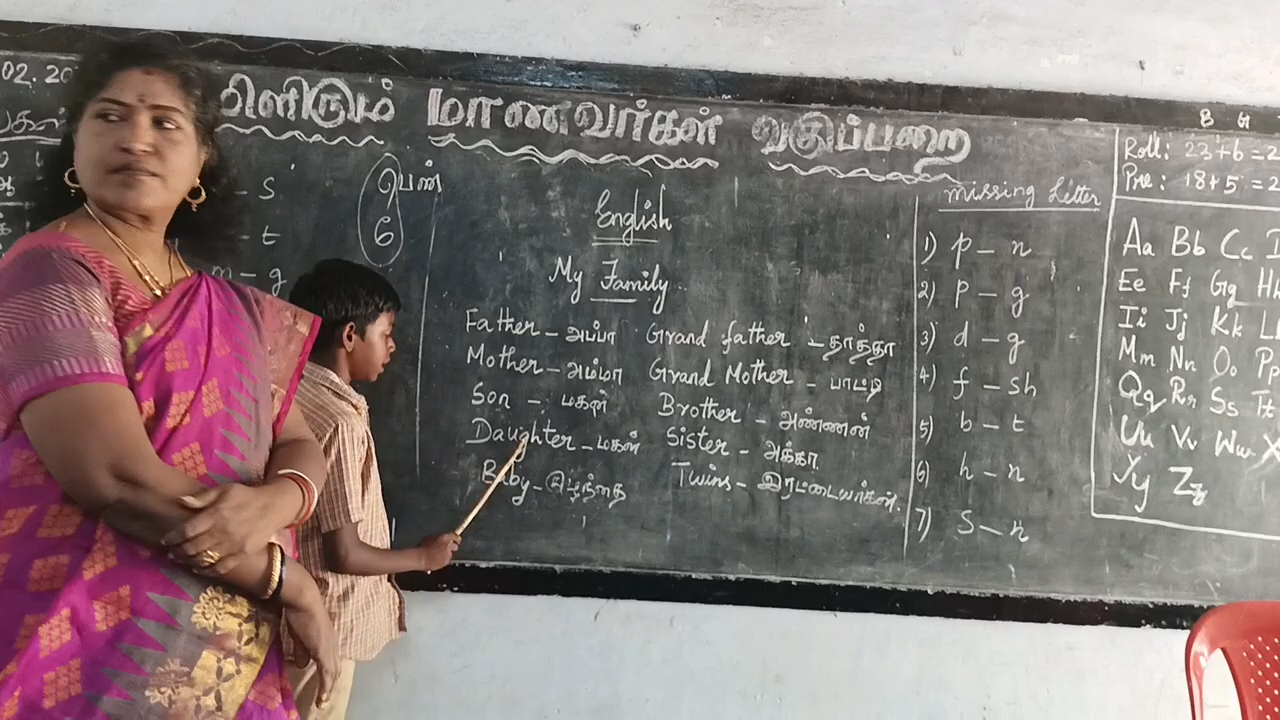 02.20
கிளிரும் மாணவர்கள் வகுப்பறை
- s
- t
m - g
பெண்
6
English
My Family
Father - அப்பா Grand father - தாத்தா
Mother - அம்மா Grand Mother - பாட்டி
Son - மகன் Brother - அண்ணன்
Daughter - மகள் Sister - அக்கா
Baby - குழந்தை Twins - இரட்டையர்கள்.
Missing Letter
1) p - n
2) p - g
3) d - g
4) f - sh
5) b - t
6) h - n
7) S - n
B G
Roll: 23+6=2
Pre: 18+5=2
Aa Bb Cc D
Ee Ff Gg Hh
Ii Jj Kk L
Mm Nn Oo Pp
Qq Rr Ss Tt
Uu Vv Ww X
Yy Zz